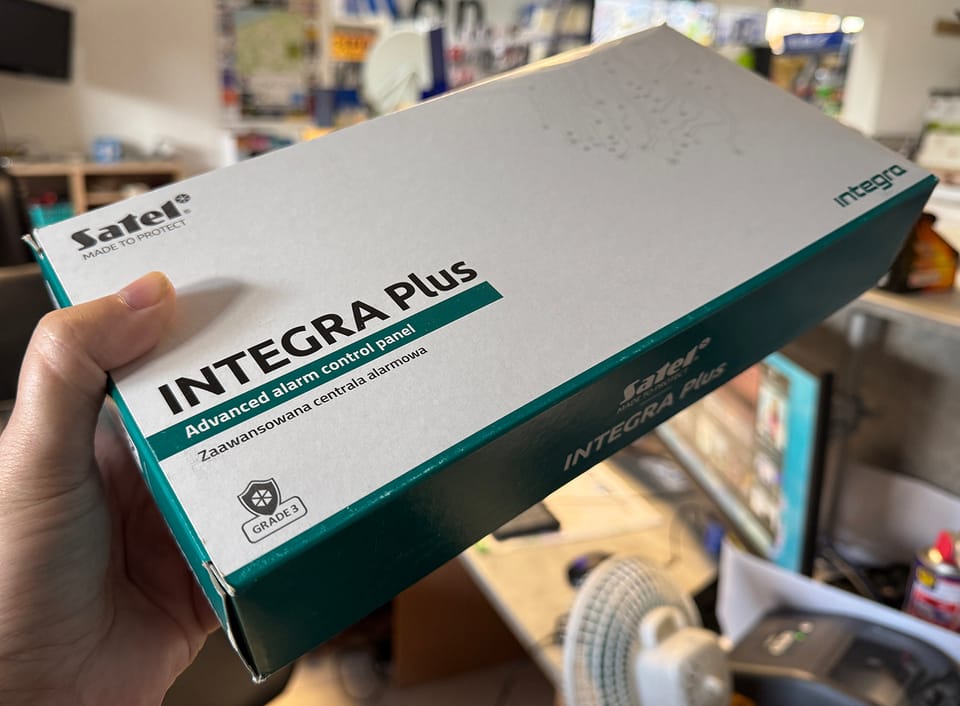 Satel®
MADE TO PROTECT
integra
INTEGRA Plus
Advanced alarm control panel
Zaawansowana centrala alarmowa
GRADE 3
Satel
MADE TO PROTECT
INTEGRA Plus